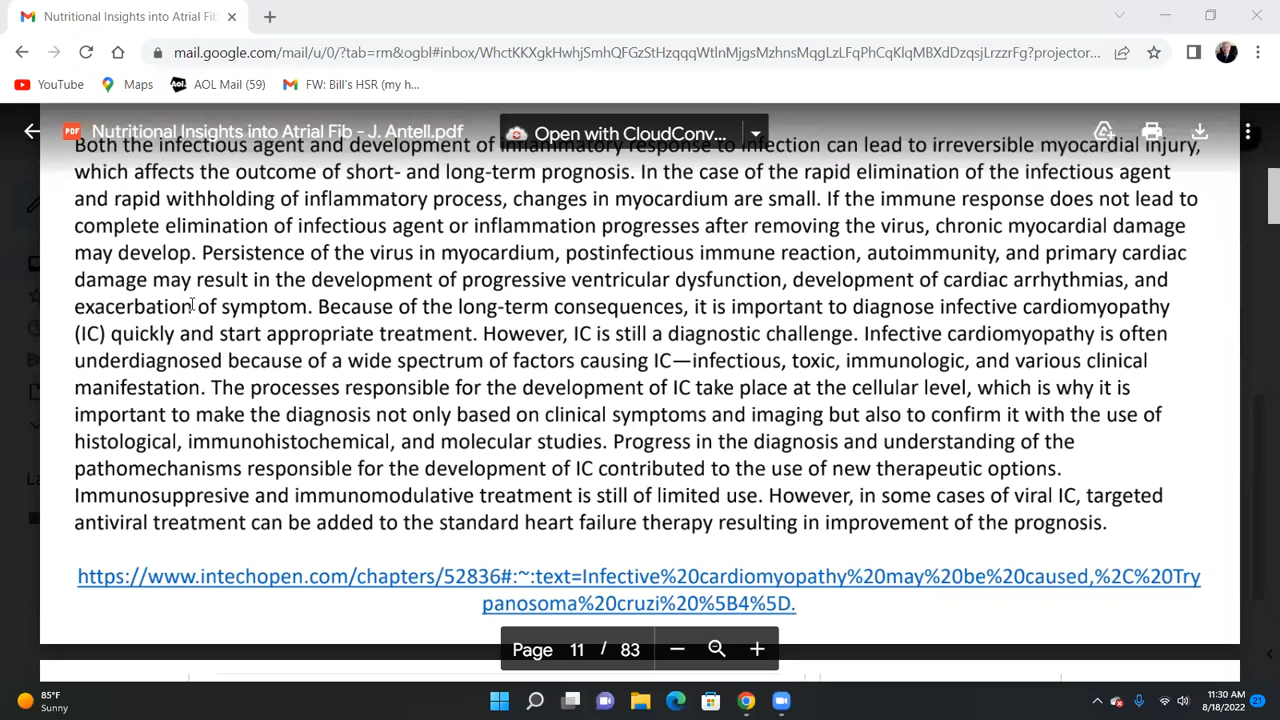 Nutritional Insights into Atrial Fib
mail.google.com/mail/u/0/?tab=rm&ogbl#inbox/WhctKKXgkHwhjSmhQFGzStHzqqqWtlnMjgsMzhnsMqgLzLFqPhCqKlqMBXdDzqsjLrzzrFg?projector...
YouTube Maps AOL Mail (59) FW: Bill's HSR (my h...
PDF Nutritional Insights into Atrial Fib - J. Antell.pdf Open with CloudConv...
Both the infectious agent and development of inflammatory response to infection can lead to irreversible myocardial injury,
which affects the outcome of short- and long-term prognosis. In the case of the rapid elimination of the infectious agent
and rapid withholding of inflammatory process, changes in myocardium are small. If the immune response does not lead to
complete elimination of infectious agent or inflammation progresses after removing the virus, chronic myocardial damage
may develop. Persistence of the virus in myocardium, postinfectious immune reaction, autoimmunity, and primary cardiac
damage may result in the development of progressive ventricular dysfunction, development of cardiac arrhythmias, and
exacerbation of symptom. Because of the long-term consequences, it is important to diagnose infective cardiomyopathy
(IC) quickly and start appropriate treatment. However, IC is still a diagnostic challenge. Infective cardiomyopathy is often
underdiagnosed because of a wide spectrum of factors causing IC—infectious, toxic, immunologic, and various clinical
manifestation. The processes responsible for the development of IC take place at the cellular level, which is why it is
important to make the diagnosis not only based on clinical symptoms and imaging but also to confirm it with the use of
histological, immunohistochemical, and molecular studies. Progress in the diagnosis and understanding of the
pathomechanisms responsible for the development of IC contributed to the use of new therapeutic options.
Immunosuppresive and immunomodulative treatment is still of limited use. However, in some cases of viral IC, targeted
antiviral treatment can be added to the standard heart failure therapy resulting in improvement of the prognosis.
https://www.intechopen.com/chapters/52836#:~:text=Infective%20cardiomyopathy%20may%20be%20caused,%2C%20Try
panosoma%20cruzi%20%5B4%5D.
Page 11 / 83
85°F
Sunny
11:30 AM
8/18/2022
21